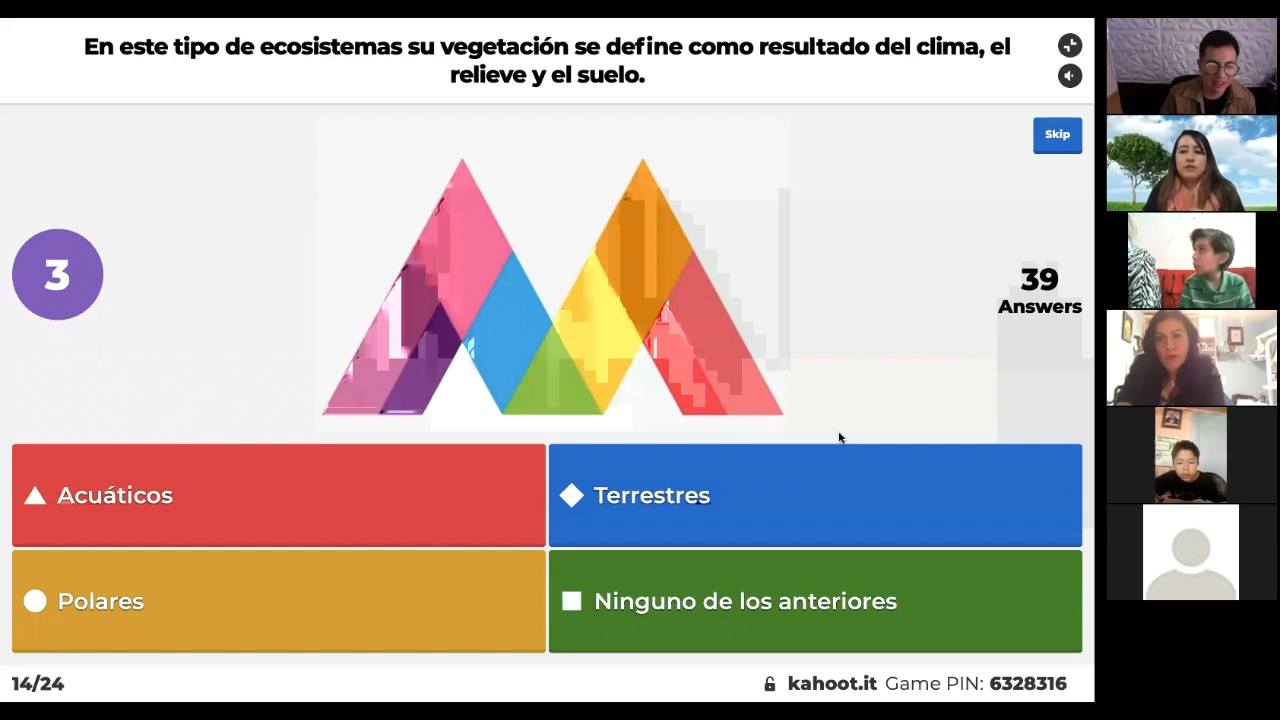 En este tipo de ecosistemas su vegetación se define como resultado del clima, el
relieve y el suelo.
Skip
3
39
Answers
Acuáticos
Terrestres
Polares
Ninguno de los anteriores
14/24
kahoot.it Game PIN: 6328316